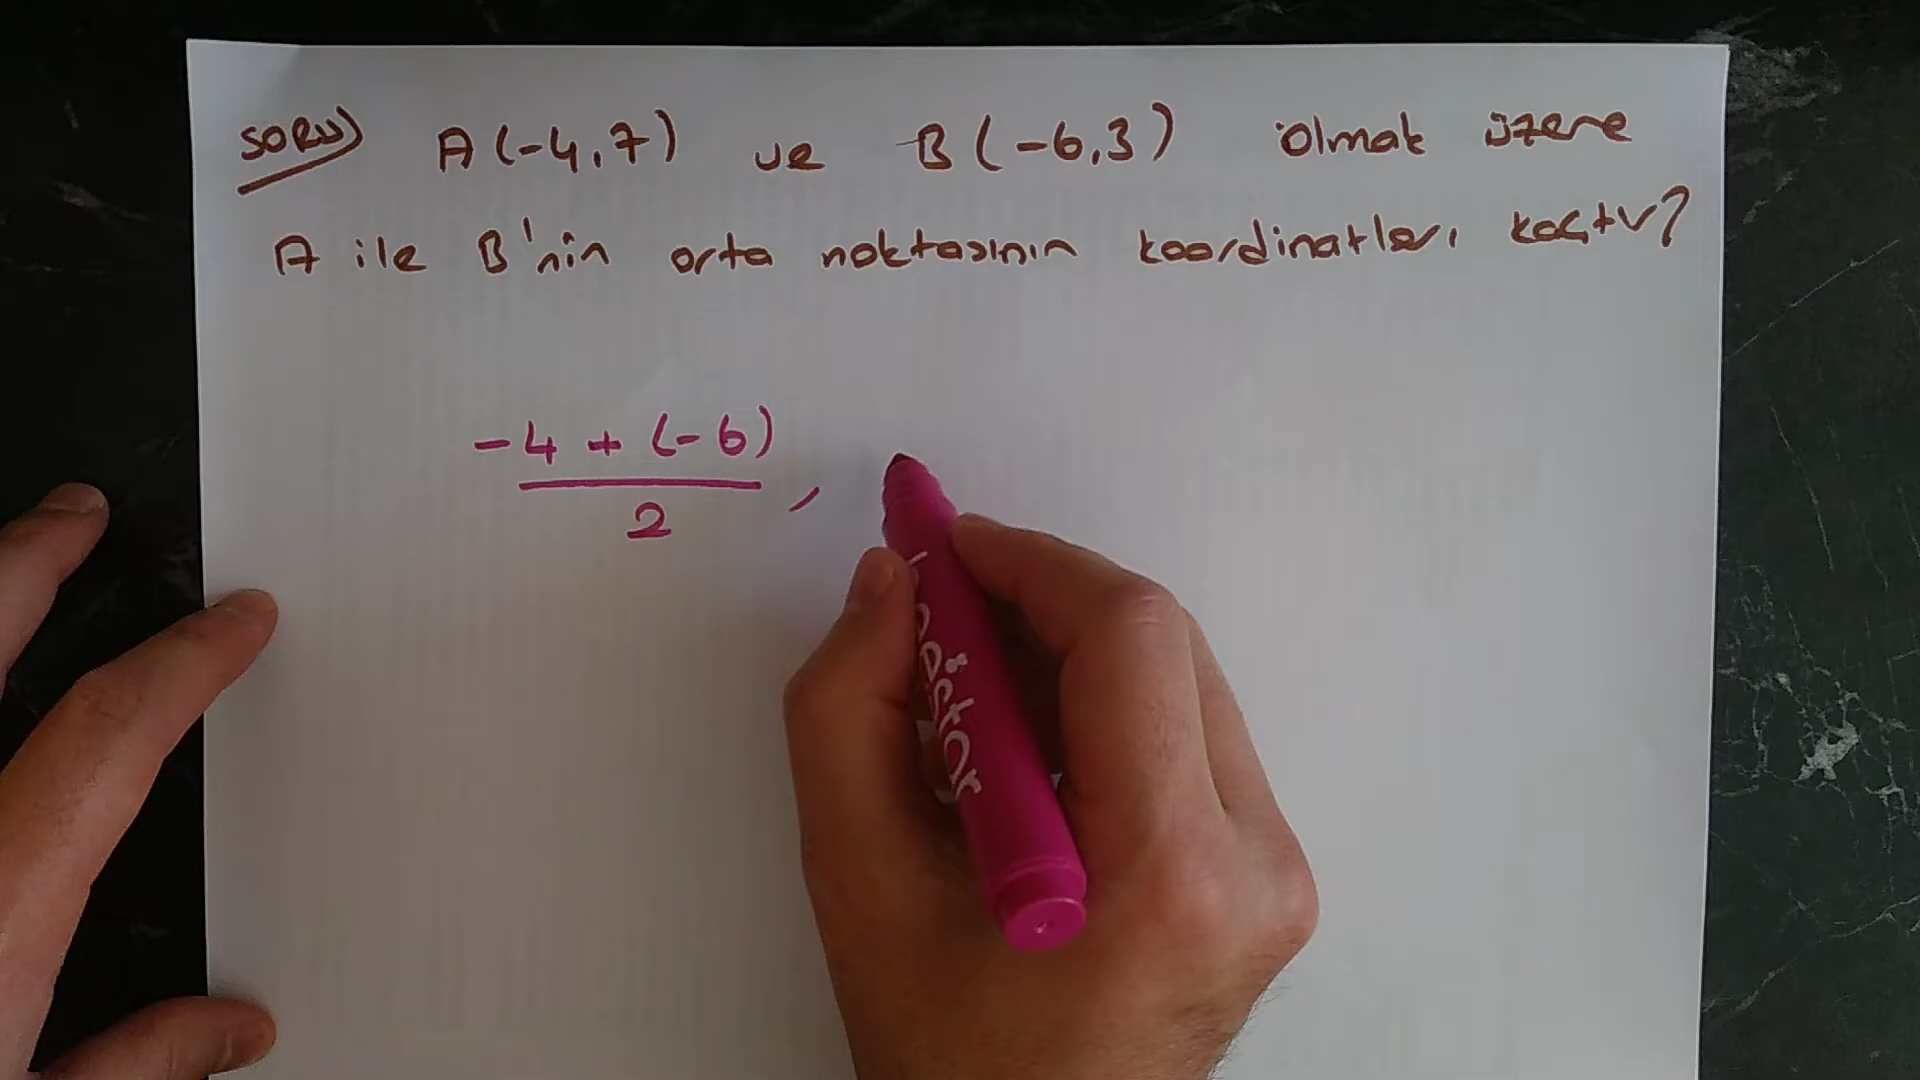 SORU) A(-4,7) ve B(-6,3) olmak üzere
A ile B'nin orta noktasının koordinatları kaçtır?
-4 + (-6)
2 ,